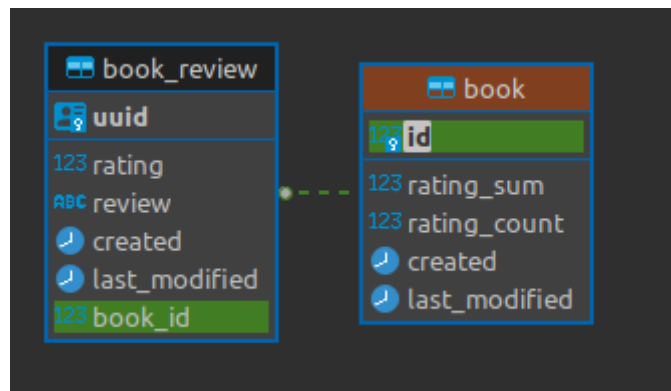 book_review
uuid
123 rating
ABC review
created
last_modified
123 book_id
book
123 id
123 rating_sum
123 rating_count
created
last_modified